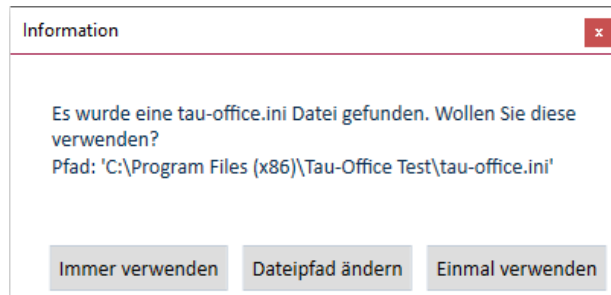 Information
x
Es wurde eine tau-office.ini Datei gefunden. Wollen Sie diese
verwenden?
Pfad: 'C:\Program Files (x86)\Tau-Office Test\tau-office.ini'
Immer verwenden Dateipfad ändern Einmal verwenden